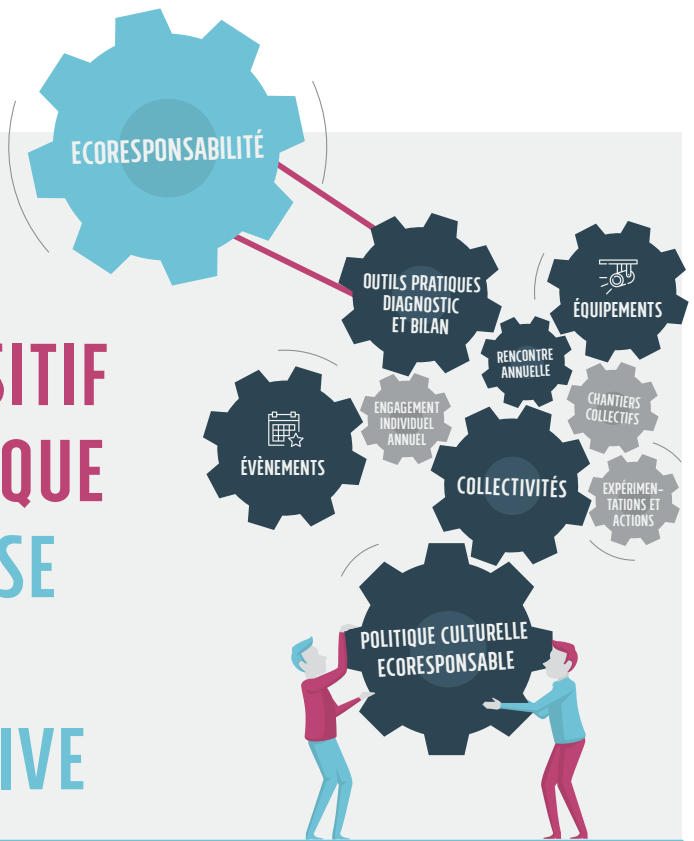 ECORESPONSABILITÉ
OUTILS PRATIQUES
DIAGNOSTIC
ET BILAN
ÉQUIPEMENTS
RENCONTRE
ANNUELLE
SITIF
QUE
SE
IVE
ENGAGEMENT
INDIVIDUEL
ANNUEL
CHANTIERS
COLLECTIFS
ÉVÈNEMENTS
COLLECTIVITÉS
EXPÉRIMEN-
TATIONS ET
ACTIONS
POLITIQUE CULTURELLE
ECORESPONSABLE